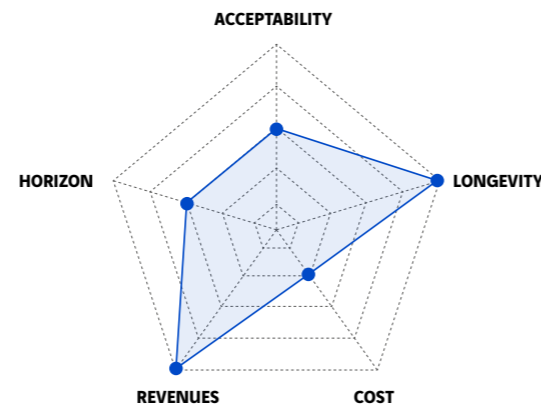 ACCEPTABILITY
HORIZON
LONGEVITY
REVENUES
COST